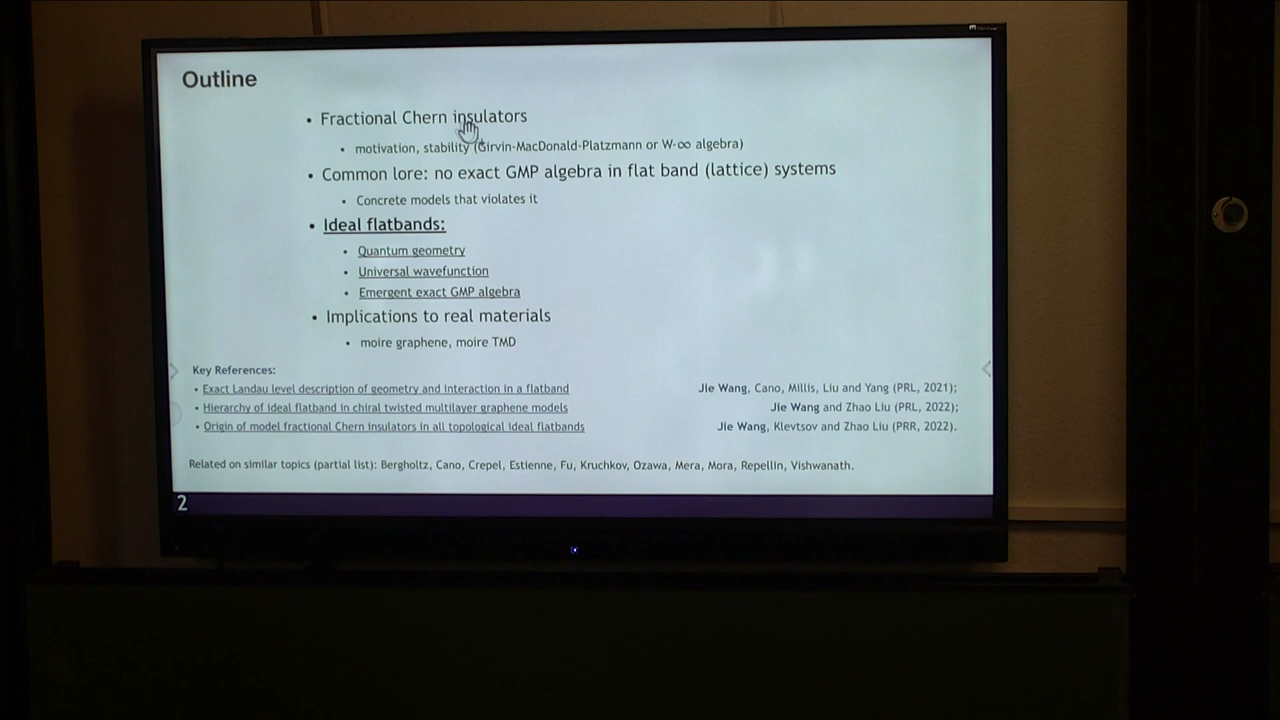 Outline
• Fractional Chern insulators
• motivation, stability (Girvin-MacDonald-Platzmann or W-∞ algebra)
• Common lore: no exact GMP algebra in flat band (lattice) systems
• Concrete models that violates it
• Ideal flatbands:
• Quantum geometry
• Universal wavefunction
• Emergent exact GMP algebra
• Implications to real materials
• moire graphene, moire TMD
Key References:
• Exact Landau level description of geometry and interaction in a flatband Jie Wang, Cano, Millis, Liu and Yang (PRL, 2021);
• Hierarchy of ideal flatband in chiral twisted multilayer graphene models Jie Wang and Zhao Liu (PRL, 2022);
• Origin of model fractional Chern insulators in all topological ideal flatbands Jie Wang, Klevtsov and Zhao Liu (PRR, 2022).
Related on similar topics (partial list): Bergholtz, Cano, Crepel, Estienne, Fu, Kruchkov, Ozawa, Mera, Mora, Repellin, Vishwanath.
2